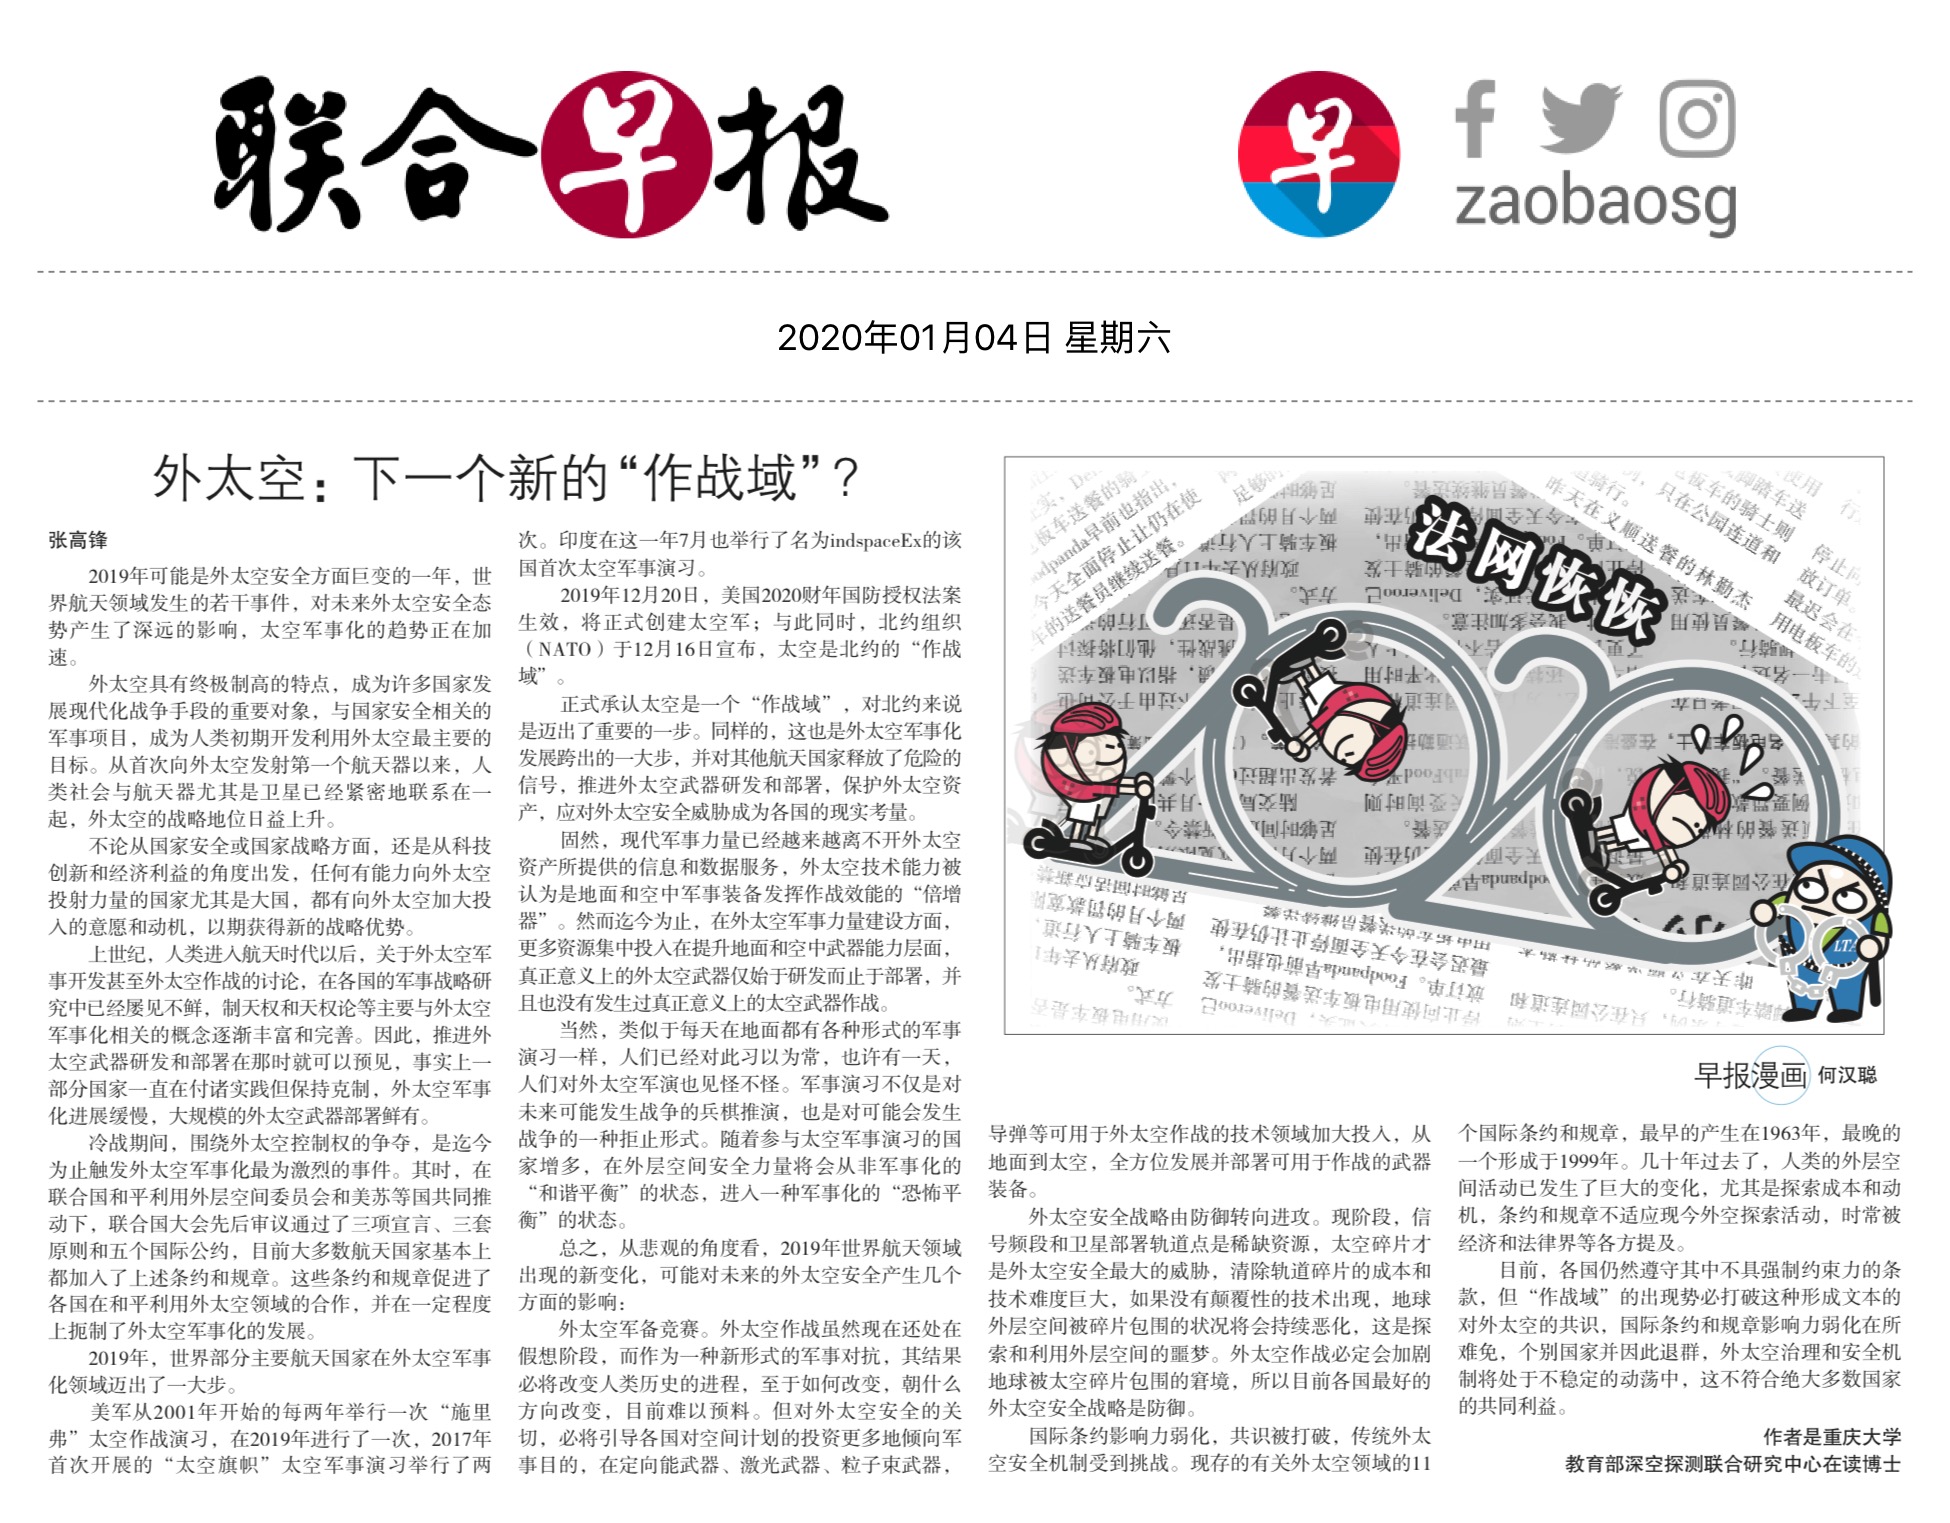 联合早报
早
zaobaosg
2020年01月04日 星期六
外太空：下一个新的“作战域”？
张高锋
2019年可能是外太空安全方面巨变的一年，世
界航天领域发生的若干事件，对未来外太空安全态
势产生了深远的影响，太空军事化的趋势正在加
速。
外太空具有终极制高的特点，成为许多国家发
展现代化战争手段的重要对象，与国家安全相关的
军事项目，成为人类初期开发利用外太空最主要的
目标。从首次向外太空发射第一个航天器以来，人
类社会与航天器尤其是卫星已经紧密地联系在一
起，外太空的战略地位日益上升。
不论从国家安全或国家战略方面，还是从科技
创新和经济利益的角度出发，任何有能力向外太空
投射力量的国家尤其是大国，都有向外太空加大投
入的意愿和动机，以期获得新的战略优势。
上世纪，人类进入航天时代以后，关于外太空军
事开发甚至外太空作战的讨论，在各国的军事战略研
究中已经屡见不鲜，制天权和天权论等主要与外太空
军事化相关的概念逐渐丰富和完善。因此，推进外
太空武器研发和部署在那时就可以预见，事实上一
部分国家一直在付诸实践但保持克制，外太空军事
化进展缓慢，大规模的外太空武器部署鲜有。
冷战期间，围绕外太空控制权的争夺，是迄今
为止触发外太空军事化最为激烈的事件。其时，在
联合国和平利用外层空间委员会和美苏等国共同推
动下，联合国大会先后审议通过了三项宣言、三套
原则和五个国际公约，目前大多数航天国家基本上
都加入了上述条约和规章。这些条约和规章促进了
各国在和平利用外太空领域的合作，并在一定程度
上扼制了外太空军事化的发展。
2019年，世界部分主要航天国家在外太空军事
化领域迈出了一大步。
美军从2001年开始的每两年举行一次“施里
弗”太空作战演习，在2019年进行了一次，2017年
首次开展的“太空旗帜”太空军事演习举行了两
次。印度在这一年7月也举行了名为indspaceEx的该
国首次太空军事演习。
2019年12月20日，美国2020财年国防授权法案
生效，将正式创建太空军；与此同时，北约组织
（NATO）于12月16日宣布，太空是北约的“作战
域”。
正式承认太空是一个“作战域”，对北约来说
是迈出了重要的一步。同样的，这也是外太空军事化
发展跨出的一大步，并对其他航天国家释放了危险的
信号，推进外太空武器研发和部署，保护外太空资
产，应对外太空安全威胁成为各国的现实考量。
固然，现代军事力量已经越来越离不开外太空
资产所提供的信息和数据服务，外太空技术能力被
认为是地面和空中军事装备发挥作战效能的“倍增
器”。然而迄今为止，在外太空军事力量建设方面，
更多资源集中投入在提升地面和空中武器能力层面，
真正意义上的外太空武器仅始于研发而止于部署，并
且也没有发生过真正意义上的太空武器作战。
当然，类似于每天在地面都有各种形式的军事
演习一样，人们已经对此习以为常，也许有一天，
人们对外太空军演也见怪不怪。军事演习不仅是对
未来可能发生战争的兵棋推演，也是对可能会发生
战争的一种拒止形式。随着参与太空军事演习的国
家增多，在外层空间安全力量将会从非军事化的
“和谐平衡”的状态，进入一种军事化的“恐怖平
衡”的状态。
总之，从悲观的角度看，2019年世界航天领域
出现的新变化，可能对未来的外太空安全产生几个
方面的影响：
外太空军备竞赛。外太空作战虽然现在还处在
假想阶段，而作为一种新形式的军事对抗，其结果
必将改变人类历史的进程，至于如何改变，朝什么
方向改变，目前难以预料。但对外太空安全的关
切，必将引导各国对空间计划的投资更多地倾向军
事目的，在定向能武器、激光武器、粒子束武器，
法网恢恢
2020
LTA
早报漫画 何汉聪
导弹等可用于外太空作战的技术领域加大投入，从
地面到太空，全方位发展并部署可用于作战的武器
装备。
外太空安全战略由防御转向进攻。现阶段，信
号频段和卫星部署轨道点是稀缺资源，太空碎片才
是外太空安全最大的威胁，清除轨道碎片的成本和
技术难度巨大，如果没有颠覆性的技术出现，地球
外层空间被碎片包围的状况将会持续恶化，这是探
索和利用外层空间的噩梦。外太空作战必定会加剧
地球被太空碎片包围的窘境，所以目前各国最好的
外太空安全战略是防御。
国际条约影响力弱化，共识被打破，传统外太
空安全机制受到挑战。现存的有关外太空领域的11
个国际条约和规章，最早的产生在1963年，最晚的
一个形成于1999年。几十年过去了，人类的外层空
间活动已发生了巨大的变化，尤其是探索成本和动
机，条约和规章不适应现今外空探索活动，时常被
经济和法律界等各方提及。
目前，各国仍然遵守其中不具强制约束力的条
款，但“作战域”的出现势必打破这种形成文本的
对外太空的共识，国际条约和规章影响力弱化在所
难免，个别国家并因此退群，外太空治理和安全机
制将处于不稳定的动荡中，这不符合绝大多数国家
的共同利益。
作者是重庆大学
教育部深空探测联合研究中心在读博士